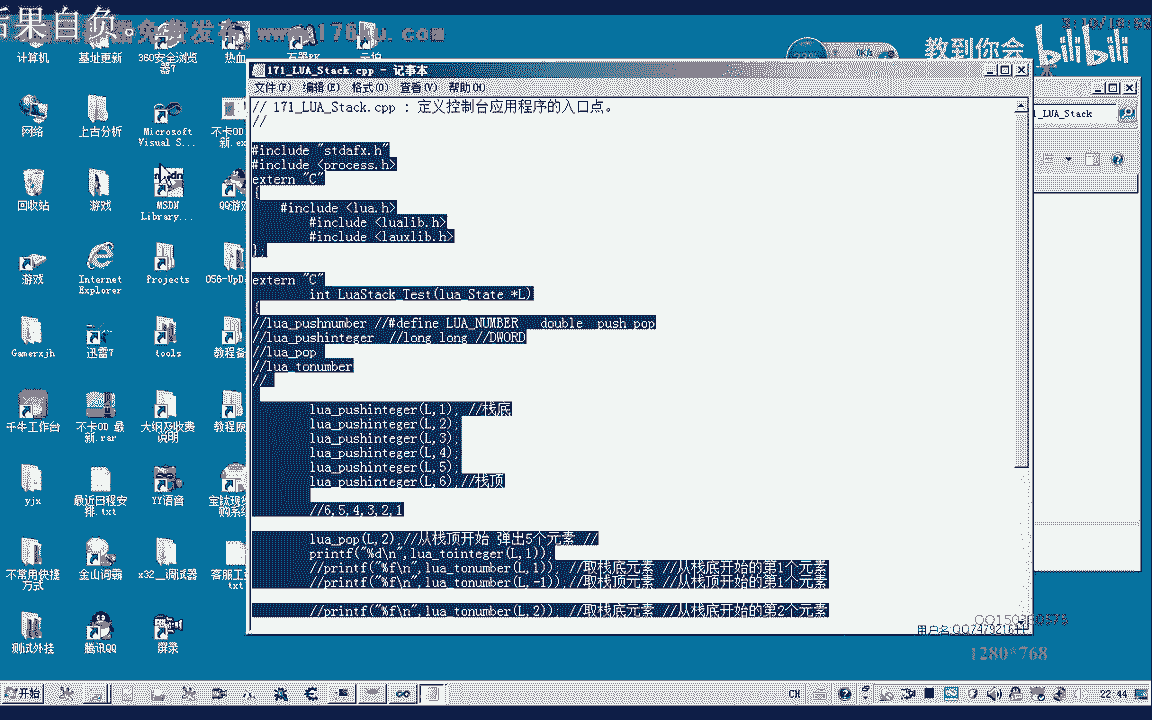 后果自负。
免费发布 www.176ku.com
教到你会 bilibili
计算机
基址更新
360安全浏览器7
热血
网络
上古分析
Microsoft Visual S...
不卡OD
新.ex
回收站
游戏
MSDN Library...
QQ游戏
游戏
Internet Explorer
Projects
Gamerxjh
迅雷7
tools
教程备
千牛工作台
不卡OD 最新.rar
大纲及收费说明
教程原
yjx
最近日程安排.txt
YY语音
不常用快捷方式
金山词霸
x32__调试器
客服工
txt
测试外挂
腾讯QQ
屏录
171_LUA_Stack.cpp - 记事本
文件(F) 编辑(E) 格式(O) 查看(V) 帮助(H)
// 171_LUA_Stack.cpp : 定义控制台应用程序的入口点。
//
#include "stdafx.h"
#include <process.h>
extern "C"
{
#include <lua.h>
#include <lualib.h>
#include <lauxlib.h>
};
extern "C"
int LuaStack_Test(lua_State *L)
{
//lua_pushnumber //#define LUA_NUMBER double push pop
//lua_pushinteger //long long //DWORD
//lua_pop
//lua_tonumber
//
lua_pushinteger(L,1); //栈底
lua_pushinteger(L,2);
lua_pushinteger(L,3);
lua_pushinteger(L,4);
lua_pushinteger(L,5);
lua_pushinteger(L,6);//栈顶
//6,5,4,3,2,1
lua_pop(L,2);//从栈顶开始 弹出5个元素 //
printf("%d\n",lua_tointeger(L,1));
//printf("%f\n",lua_tonumber(L,1)); //取栈底元素 //从栈底开始的第1个元素
//printf("%f\n",lua_tonumber(L,-1));//取栈顶元素 //从栈顶开始的第1个元素
//printf("%f\n",lua_tonumber(L,2)); //取栈底元素 //从栈底开始的第2个元素
_LUA_Stack
1280*768
开始
CH
22:44